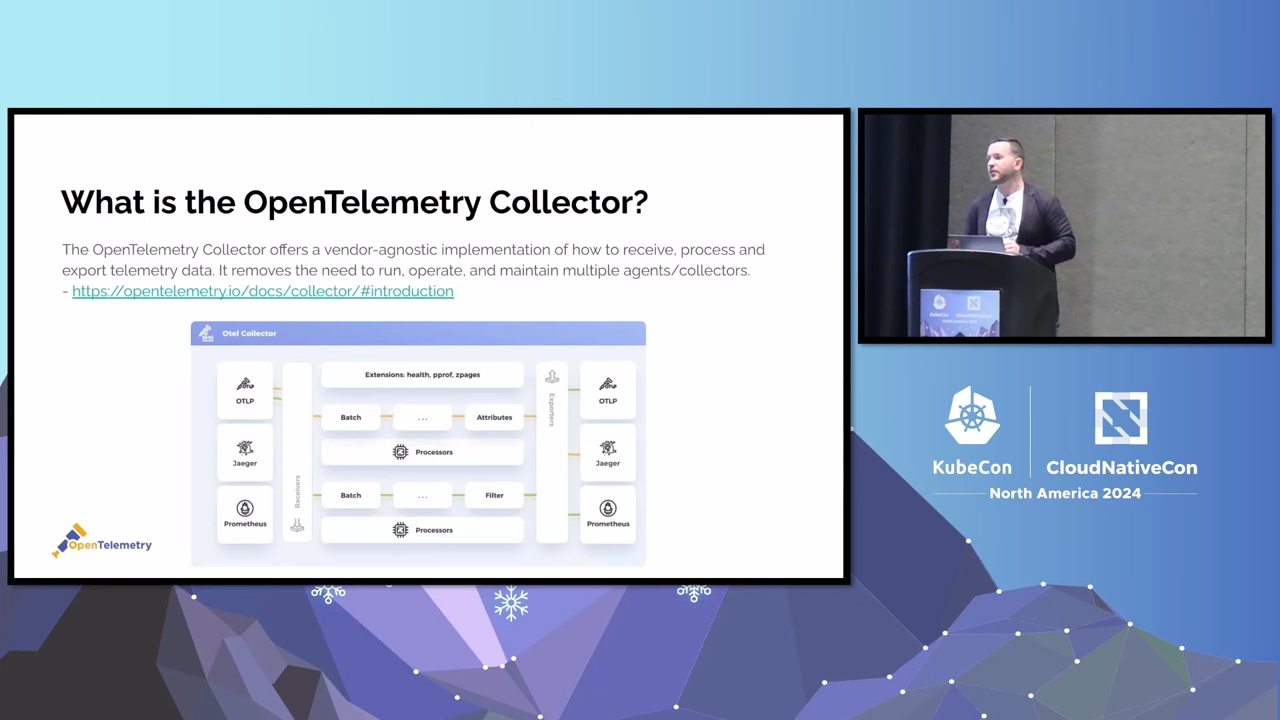 What is the OpenTelemetry Collector?
The OpenTelemetry Collector offers a vendor-agnostic implementation of how to receive, process and
export telemetry data. It removes the need to run, operate, and maintain multiple agents/collectors.
- https://opentelemetry.io/docs/collector/#introduction
Otel Collector
OTLP
Jaeger
Prometheus
Receivers
Extensions: health, pprof, zpages
Batch
...
Attributes
Processors
Batch
...
Filter
Processors
Exporters
OTLP
Jaeger
Prometheus
OpenTelemetry
KubeCon
CloudNativeCon
KubeCon
CloudNativeCon
North America 2024